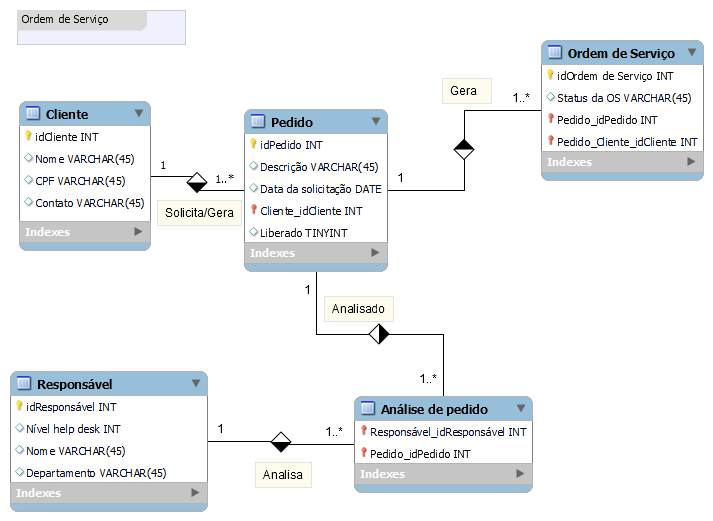 Ordem de Serviço
Cliente
idCliente INT
Nome VARCHAR(45)
CPF VARCHAR(45)
Contato VARCHAR(45)
Indexes
1
1..*
Solicita/Gera
Pedido
idPedido INT
Descrição VARCHAR(45)
Data da solicitação DATE
Cliente_idCliente INT
Liberado TINYINT
Indexes
1
Gera
1..*
Ordem de Serviço
idOrdem de Serviço INT
Status da OS VARCHAR(45)
Pedido_idPedido INT
Pedido_Cliente_idCliente INT
Indexes
1
Analisado
1..*
Responsável
idResponsável INT
Nível help desk INT
Nome VARCHAR(45)
Departamento VARCHAR(45)
Indexes
1
1..*
Analisa
Análise de pedido
Responsável_idResponsável INT
Pedido_idPedido INT
Indexes